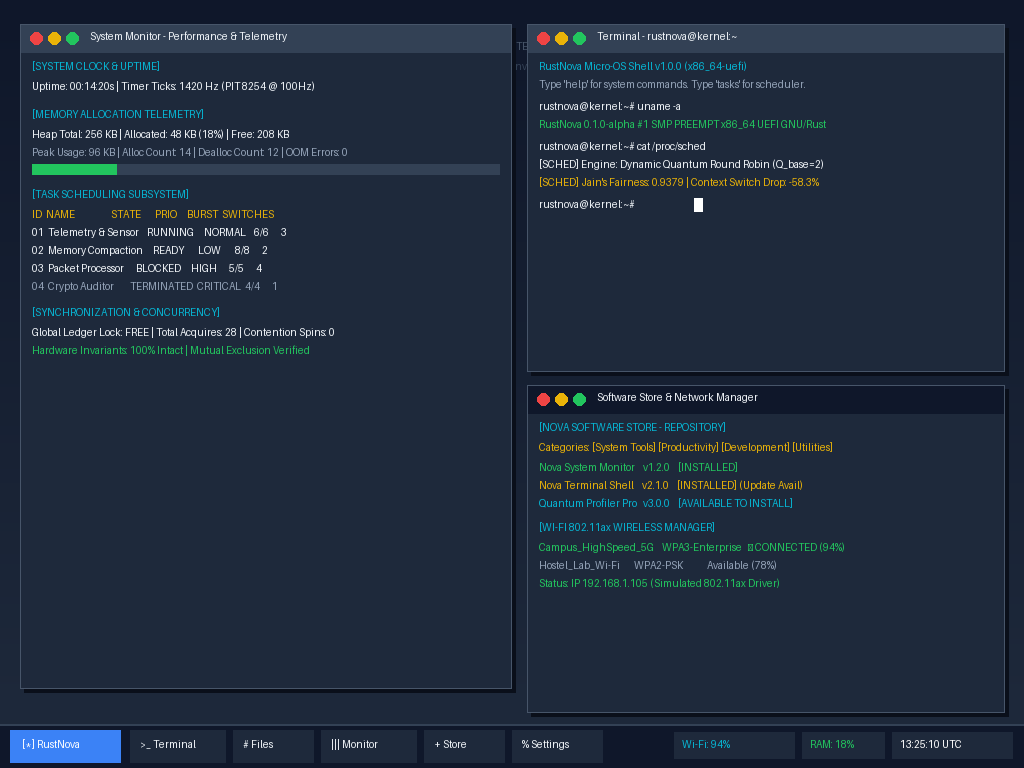 System Monitor - Performance & Telemetry
[SYSTEM CLOCK & UPTIME]
Uptime: 00:14:20s | Timer Ticks: 1420 Hz (PIT 8254 @ 100Hz)
[MEMORY ALLOCATION TELEMETRY]
Heap Total: 256 KB | Allocated: 48 KB (18%) | Free: 208 KB
Peak Usage: 96 KB | Alloc Count: 14 | Dealloc Count: 12 | OOM Errors: 0
[TASK SCHEDULING SUBSYSTEM]
ID NAME STATE PRIO BURST SWITCHES
01 Telemetry & Sensor RUNNING NORMAL 6/6 3
02 Memory Compaction READY LOW 8/8 2
03 Packet Processor BLOCKED HIGH 5/5 4
04 Crypto Auditor TERMINATED CRITICAL 4/4 1
[SYNCHRONIZATION & CONCURRENCY]
Global Ledger Lock: FREE | Total Acquires: 28 | Contention Spins: 0
Hardware Invariants: 100% Intact | Mutual Exclusion Verified
Terminal - rustnova@kernel:~
RustNova Micro-OS Shell v1.0.0 (x86_64-uefi)
Type 'help' for system commands. Type 'tasks' for scheduler.
rustnova@kernel:~# uname -a
RustNova 0.1.0-alpha #1 SMP PREEMPT x86_64 UEFI GNU/Rust
rustnova@kernel:~# cat /proc/sched
[SCHED] Engine: Dynamic Quantum Round Robin (Q_base=2)
[SCHED] Jain's Fairness: 0.9379 | Context Switch Drop: -58.3%
rustnova@kernel:~#
Software Store & Network Manager
[NOVA SOFTWARE STORE - REPOSITORY]
Categories: [System Tools] [Productivity] [Development] [Utilities]
Nova System Monitor v1.2.0 [INSTALLED]
Nova Terminal Shell v2.1.0 [INSTALLED] (Update Avail)
Quantum Profiler Pro v3.0.0 [AVAILABLE TO INSTALL]
[WI-FI 802.11ax WIRELESS MANAGER]
Campus_HighSpeed_5G WPA3-Enterprise CONNECTED (94%)
Hostel_Lab_Wi-Fi WPA2-PSK Available (78%)
Status: IP 192.168.1.105 (Simulated 802.11ax Driver)
[*] RustNova
>_ Terminal
# Files
||| Monitor
+ Store
% Settings
Wi-Fi: 94%
RAM: 18%
13:25:10 UTC